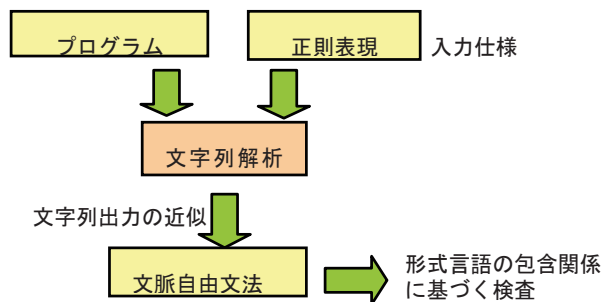 プログラム
正則表現
入力仕様
文字列解析
文字列出力の近似
文脈自由文法
形式言語の包含関係
に基づく検査